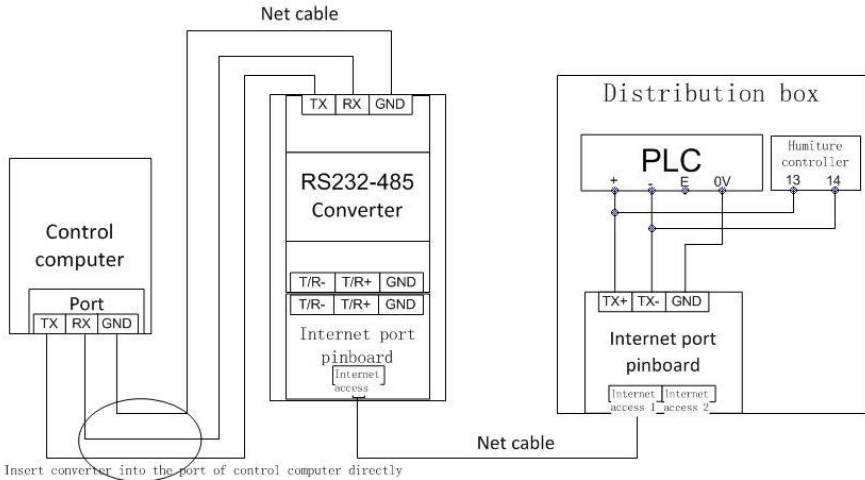 Net cable
TX RX GND
RS232-485
Converter
T/R- T/R+ GND
T/R- T/R+ GND
Internet port
pinboard
Internet
access
Control
computer
Port
TX RX GND
Distribution box
PLC
+ - E 0V
Humiture
controller
13 14
TX+ TX- GND
Internet port
pinboard
Internet Internet
access 1 access 2
Net cable
Insert converter into the port of control computer directly